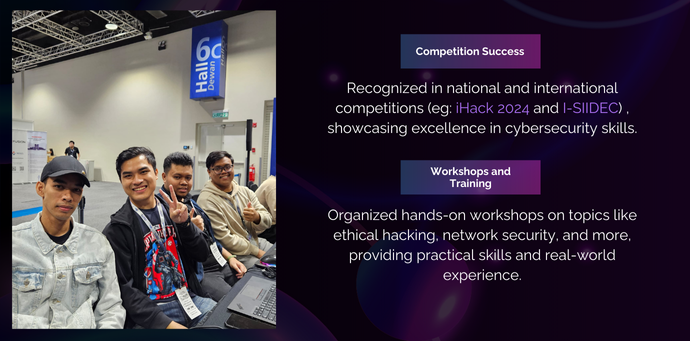 Hall 6
Dewan
Competition Success
Recognized in national and international
competitions (eg: iHack 2024 and I-SIIDEC) ,
showcasing excellence in cybersecurity skills.
Workshops and
Training
Organized hands-on workshops on topics like
ethical hacking, network security, and more,
providing practical skills and real-world
experience.